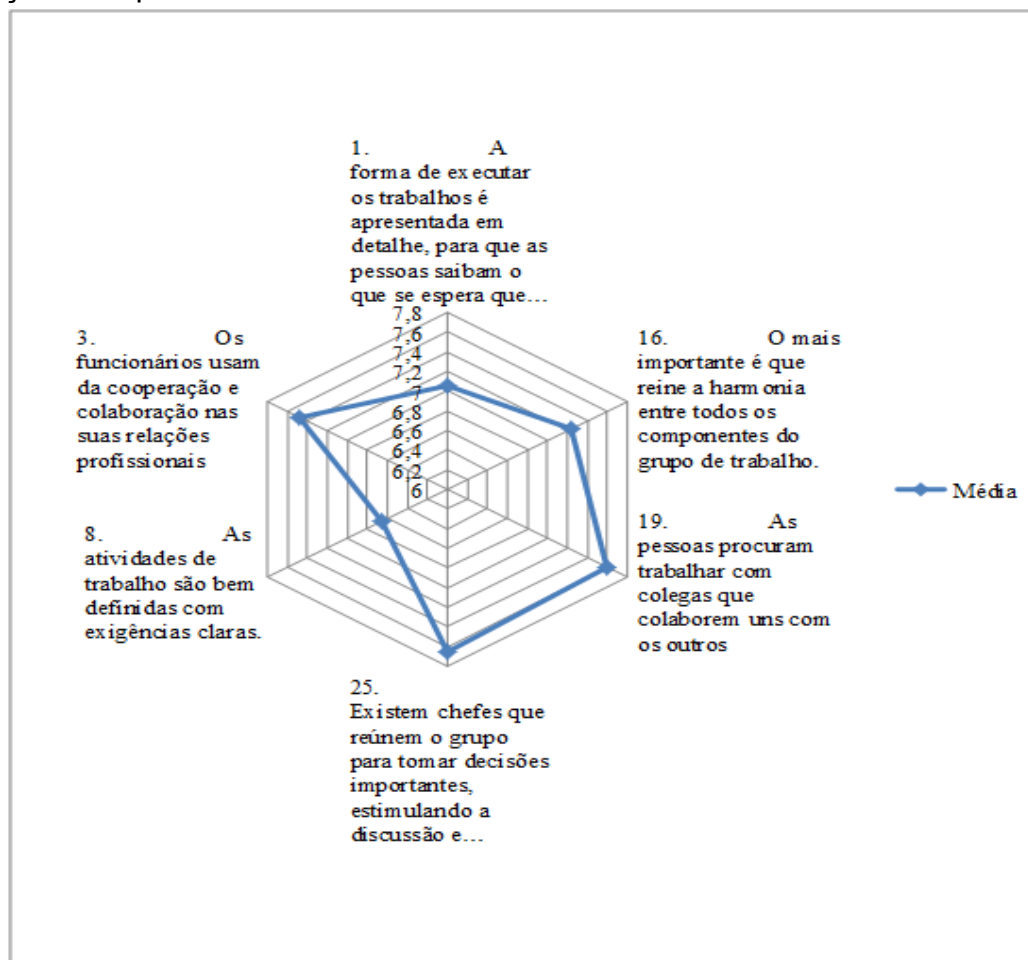 1. A
forma de executar
os trabalhos é
apresentada em
detalhe, para que as
pessoas saibam o
que se espera que…
7,8
7,6
7,4
7,2
7
6,8
6,6
6,4
6,2
6
16. O mais
importante é que
reine a harmonia
entre todos os
componentes do
grupo de trabalho.
19. As
pessoas procuram
trabalhar com
colegas que
colaborem uns com
os outros
25.
Existem chefes que
reúnem o grupo
para tomar decisões
importantes,
estimulando a
discussão e…
8. As
atividades de
trabalho são bem
definidas com
exigências claras.
3. Os
funcionários usam
da cooperação e
colaboração nas
suas relações
profissionais
Média